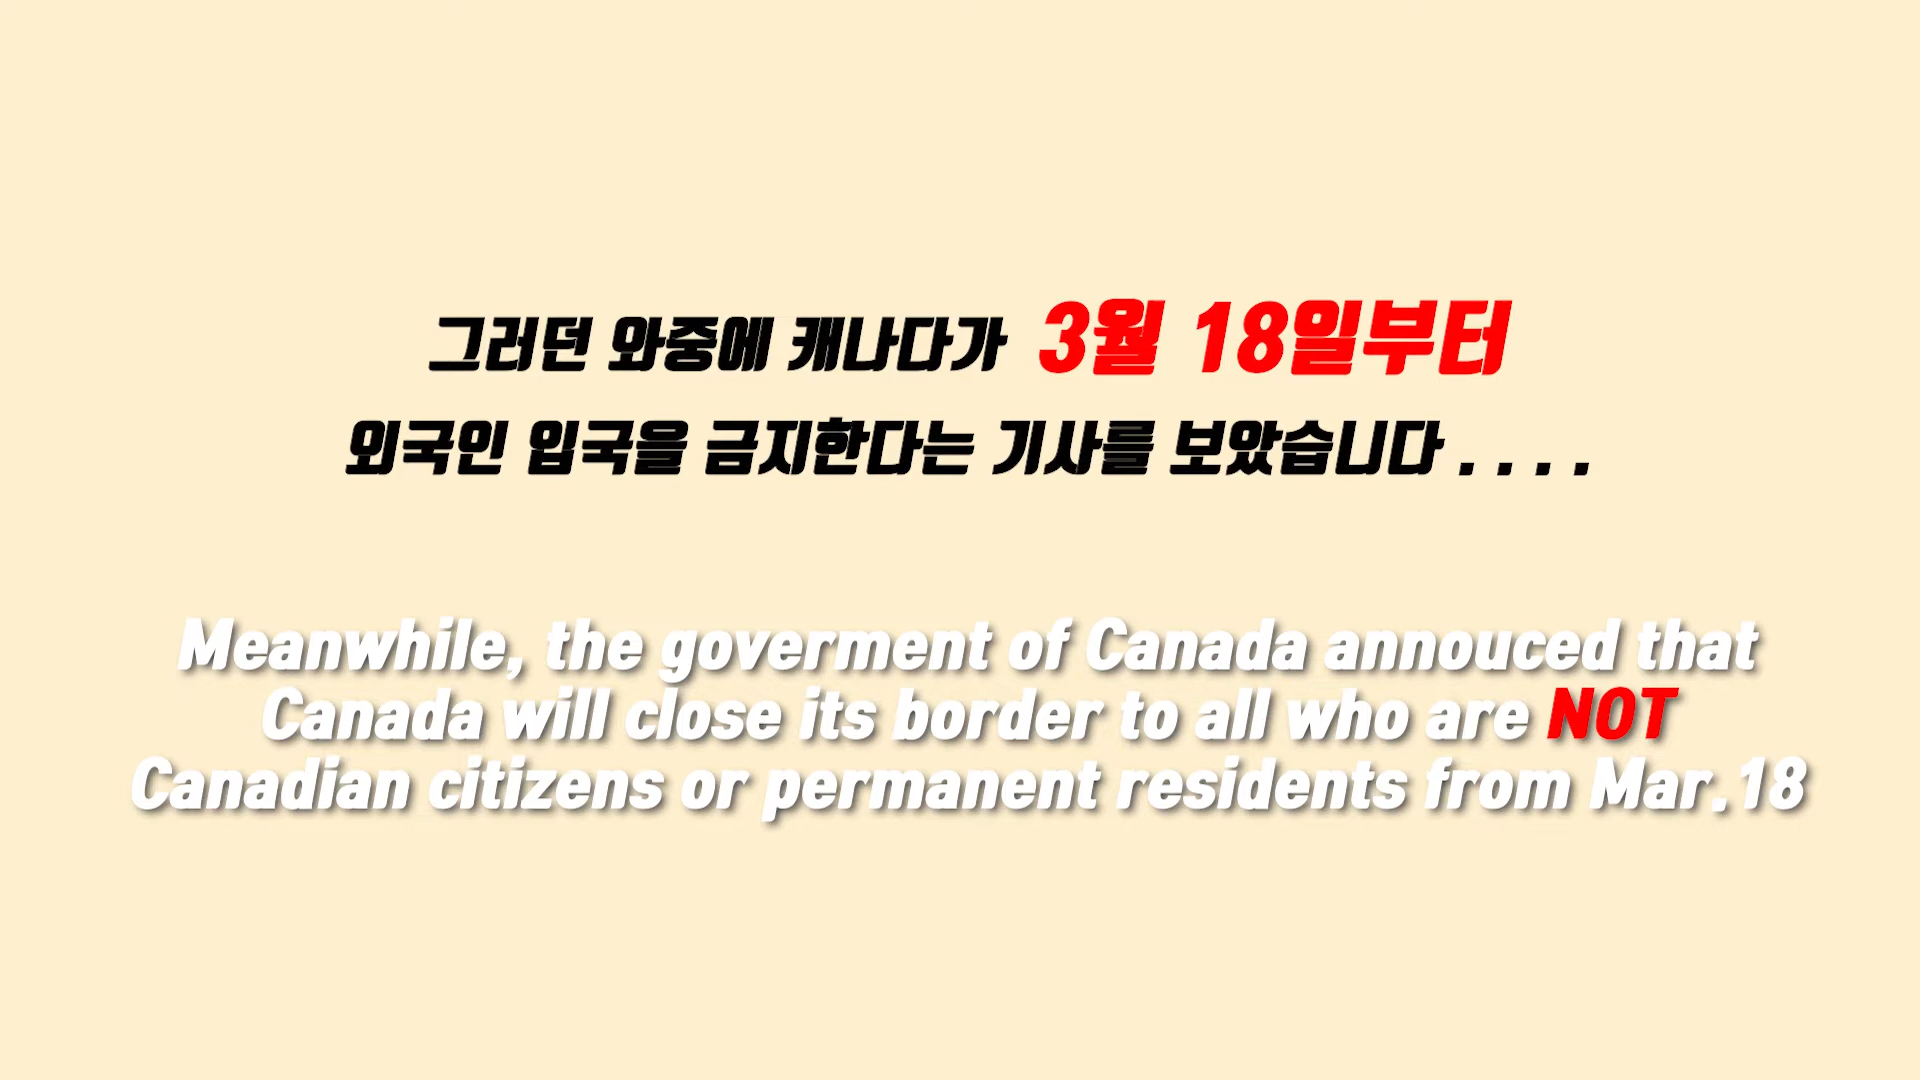 그러던 와중에 캐나다가 3월 18일부터
외국인 입국을 금지한다는 기사를 보았습니다 . . . .
Meanwhile, the goverment of Canada annouced that
Canada will close its border to all who are NOT
Canadian citizens or permanent residents from Mar.18